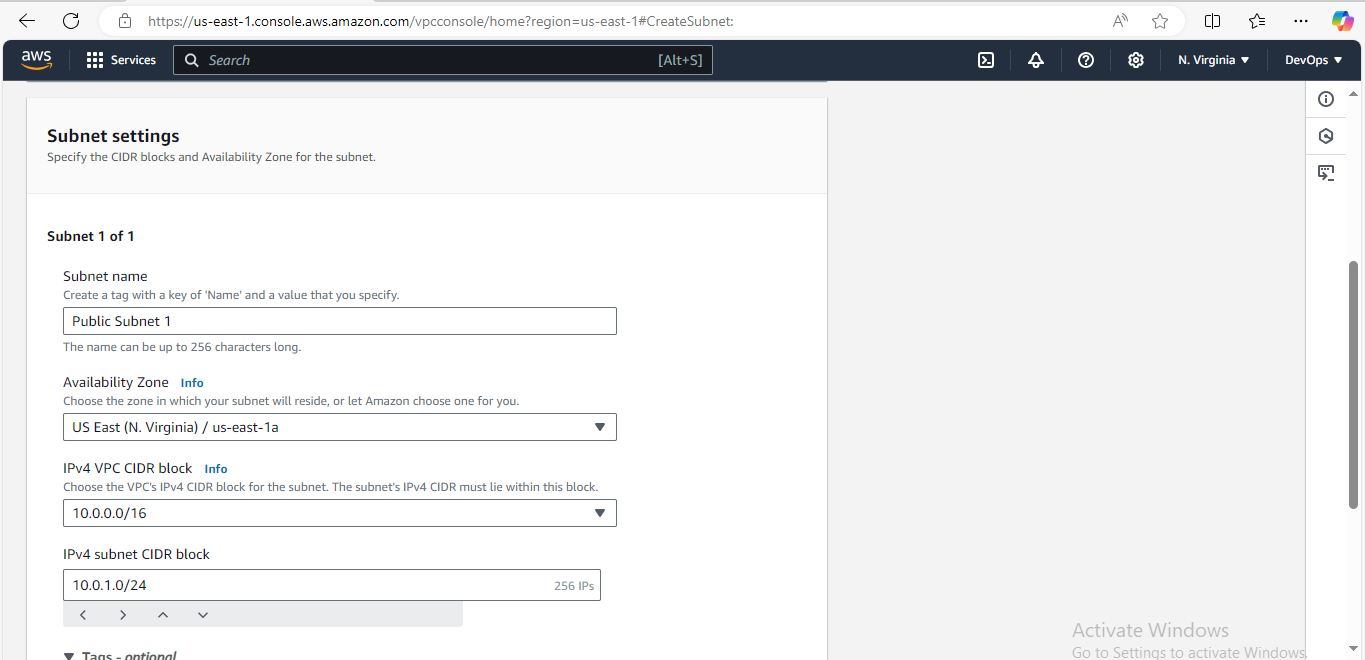 https://us-east-1.console.aws.amazon.com/vpcconsole/home?region=us-east-1#CreateSubnet:
aws Services Search [Alt+S] N. Virginia DevOps
Subnet settings
Specify the CIDR blocks and Availability Zone for the subnet.
Subnet 1 of 1
Subnet name
Create a tag with a key of 'Name' and a value that you specify.
Public Subnet 1
The name can be up to 256 characters long.
Availability Zone Info
Choose the zone in which your subnet will reside, or let Amazon choose one for you.
US East (N. Virginia) / us-east-1a
IPv4 VPC CIDR block Info
Choose the VPC's IPv4 CIDR block for the subnet. The subnet's IPv4 CIDR must lie within this block.
10.0.0.0/16
IPv4 subnet CIDR block
10.0.1.0/24 256 IPs
Tags - optional
Activate Windows
Go to Settings to activate Windows.